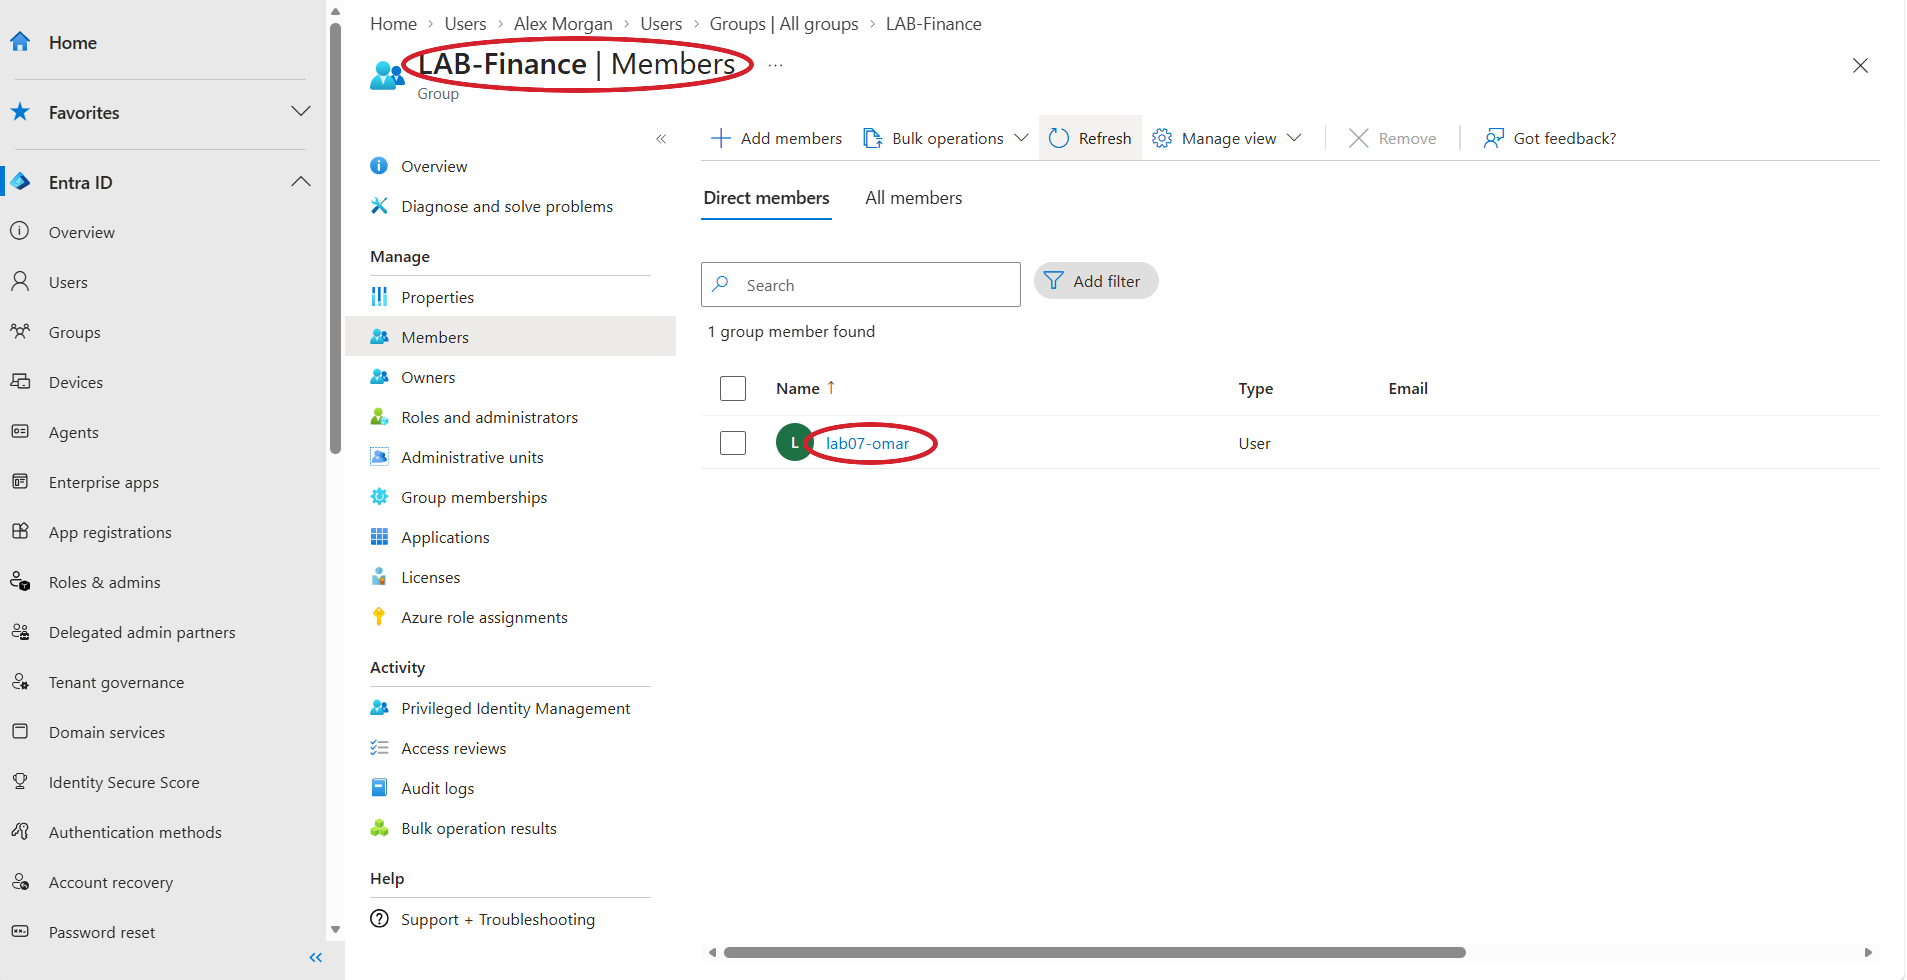 Home
Favorites
Entra ID
Overview
Users
Groups
Devices
Agents
Enterprise apps
App registrations
Roles & admins
Delegated admin partners
Tenant governance
Domain services
Identity Secure Score
Authentication methods
Account recovery
Password reset
Home > Users > Alex Morgan > Users > Groups | All groups > LAB-Finance
LAB-Finance | Members ...
Group
Overview
Diagnose and solve problems
Manage
Properties
Members
Owners
Roles and administrators
Administrative units
Group memberships
Applications
Licenses
Azure role assignments
Activity
Privileged Identity Management
Access reviews
Audit logs
Bulk operation results
Help
Support + Troubleshooting
Add members Bulk operations Refresh Manage view Remove Got feedback?
Direct members All members
Search Add filter
1 group member found
Name ↑ Type Email
L lab07-omar User